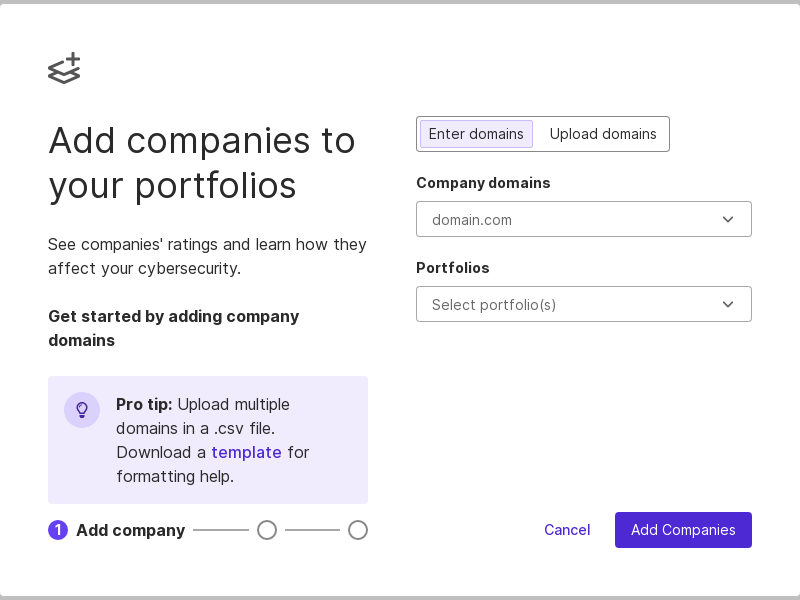 Add companies to
your portfolios
See companies' ratings and learn how they
affect your cybersecurity.
Get started by adding company
domains
Pro tip: Upload multiple
domains in a .csv file.
Download a template for
formatting help.
1 Add company
Enter domains Upload domains
Company domains
domain.com
Portfolios
Select portfolio(s)
Cancel Add Companies